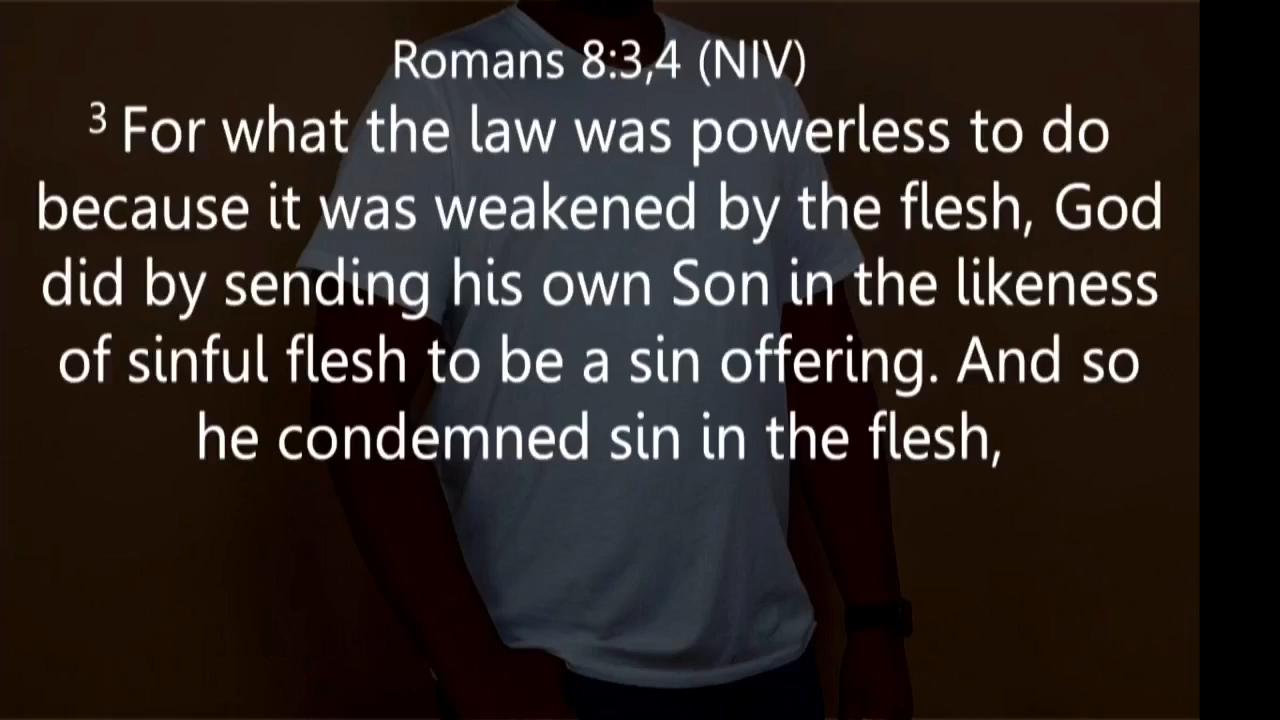 Romans 8:3,4 (NIV)
3 For what the law was powerless to do
because it was weakened by the flesh, God
did by sending his own Son in the likeness
of sinful flesh to be a sin offering. And so
he condemned sin in the flesh,